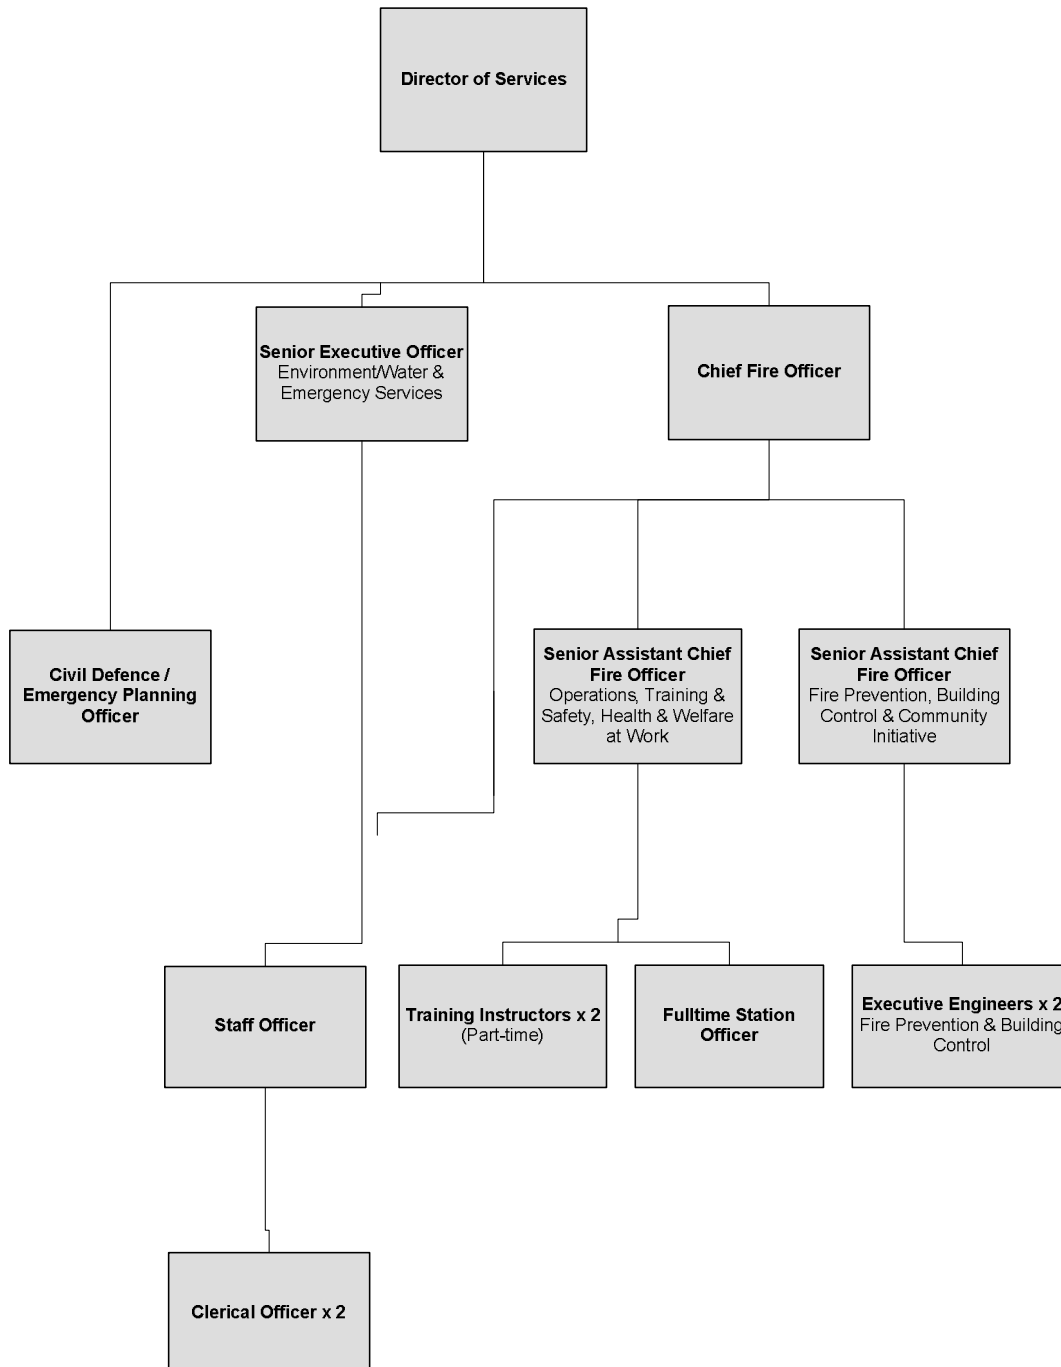 Director of Services
Senior Executive Officer
Environment/Water &
Emergency Services
Chief Fire Officer
Civil Defence /
Emergency Planning
Officer
Senior Assistant Chief
Fire Officer
Operations, Training &
Safety, Health & Welfare
at Work
Senior Assistant Chief
Fire Officer
Fire Prevention, Building
Control & Community
Initiative
Staff Officer
Training Instructors x 2
(Part-time)
Fulltime Station
Officer
Executive Engineers x 2
Fire Prevention & Building
Control
Clerical Officer x 2